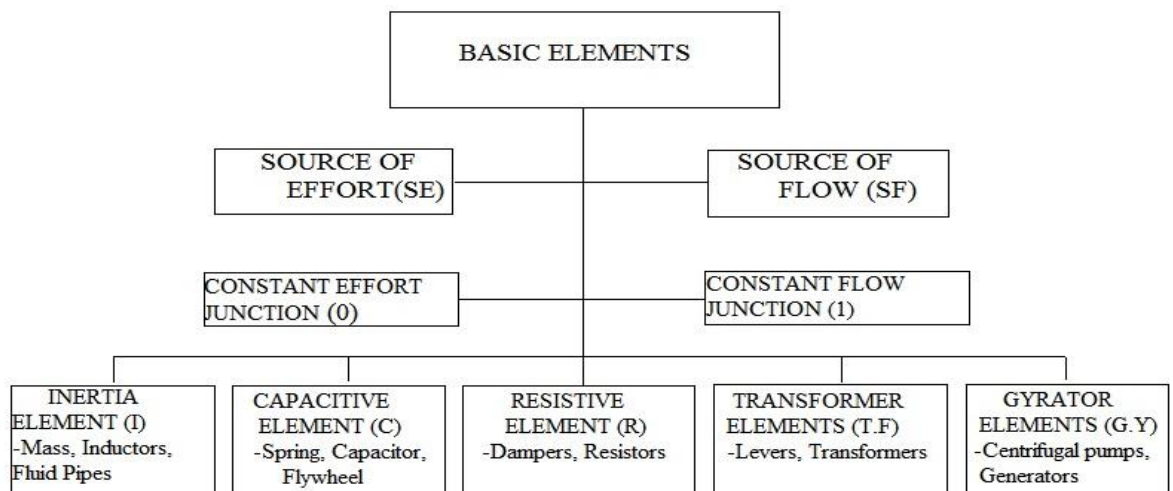 BASIC ELEMENTS
SOURCE OF
EFFORT(SE)
SOURCE OF
FLOW (SF)
CONSTANT EFFORT
JUNCTION (0)
CONSTANT FLOW
JUNCTION (1)
INERTIA
ELEMENT (I)
-Mass, Inductors,
Fluid Pipes
CAPACITIVE
ELEMENT (C)
-Spring, Capacitor,
Flywheel
RESISTIVE
ELEMENT (R)
-Dampers, Resistors
TRANSFORMER
ELEMENTS (T.F)
-Levers, Transformers
GYRATOR
ELEMENTS (G.Y)
-Centrifugal pumps,
Generators